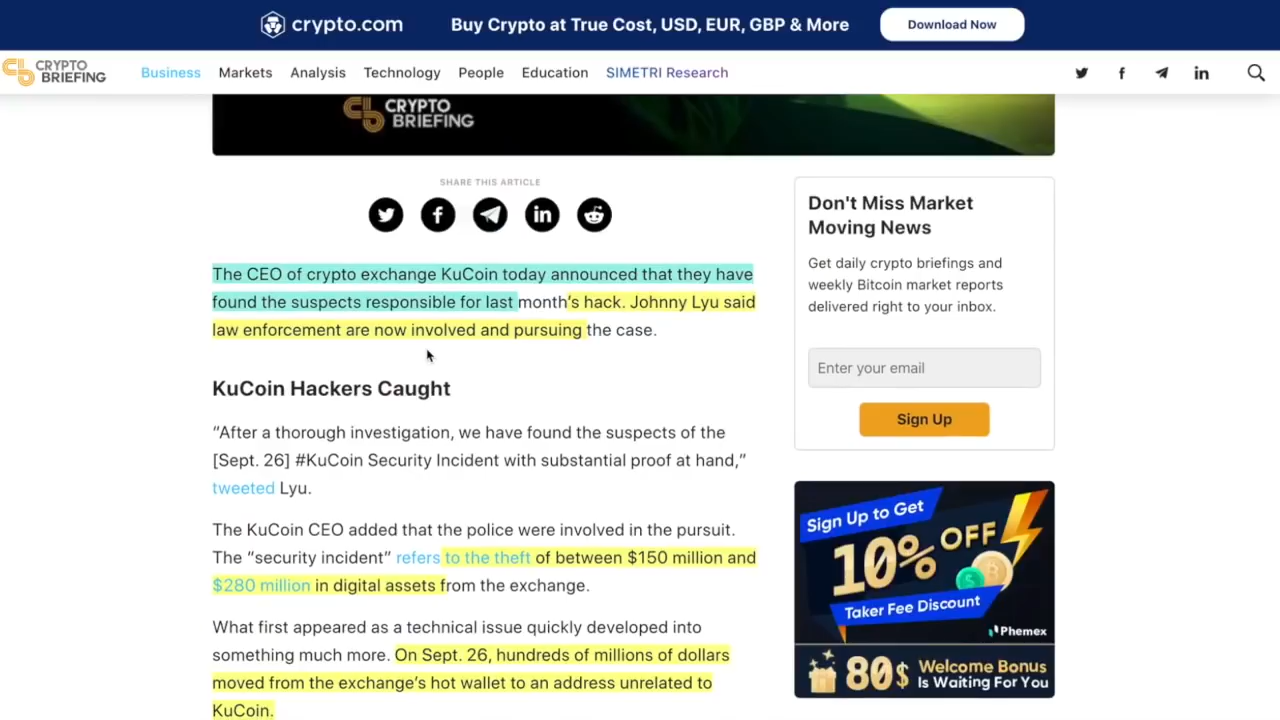 crypto.com
Buy Crypto at True Cost, USD, EUR, GBP & More
Download Now
CRYPTO
BRIEFING
Business Markets Analysis Technology People Education SIMETRI Research
CRYPTO
BRIEFING
SHARE THIS ARTICLE
The CEO of crypto exchange KuCoin today announced that they have
found the suspects responsible for last month's hack. Johnny Lyu said
law enforcement are now involved and pursuing the case.
KuCoin Hackers Caught
“After a thorough investigation, we have found the suspects of the
[Sept. 26] #KuCoin Security Incident with substantial proof at hand,”
tweeted Lyu.
The KuCoin CEO added that the police were involved in the pursuit.
The “security incident” refers to the theft of between $150 million and
$280 million in digital assets from the exchange.
What first appeared as a technical issue quickly developed into
something much more. On Sept. 26, hundreds of millions of dollars
moved from the exchange’s hot wallet to an address unrelated to
KuCoin.
Don't Miss Market
Moving News
Get daily crypto briefings and
weekly Bitcoin market reports
delivered right to your inbox.
Enter your email
Sign Up
Sign Up to Get
10% OFF
Taker Fee Discount
Phemex
80$ Welcome Bonus
Is Waiting For You